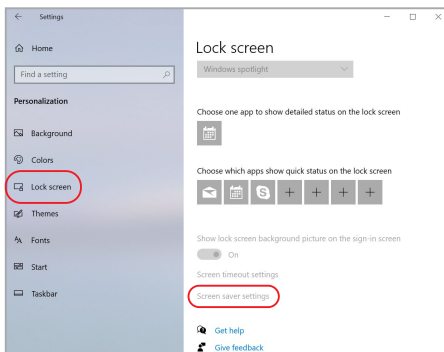 Settings
Home
Find a setting
Personalization
Background
Colors
Lock screen
Themes
Fonts
Start
Taskbar
Lock screen
Windows spotlight
Choose one app to show detailed status on the lock screen
Choose which apps show quick status on the lock screen
Show lock screen background picture on the sign-in screen
On
Screen timeout settings
Screen saver settings
Get help
Give feedback